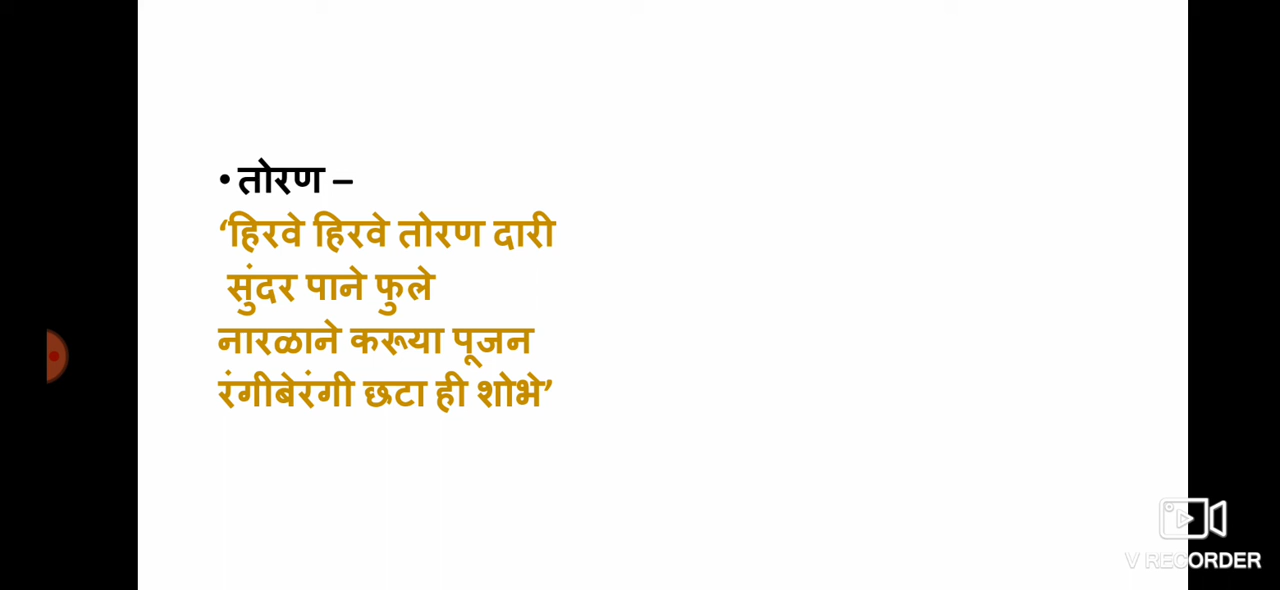 • तोरण –
‘हिरवे हिरवे तोरण दारी
सुंदर पाने फुले
नारळाने करूया पूजन
रंगीबेरंगी छटा ही शोभे’
V RECORDER